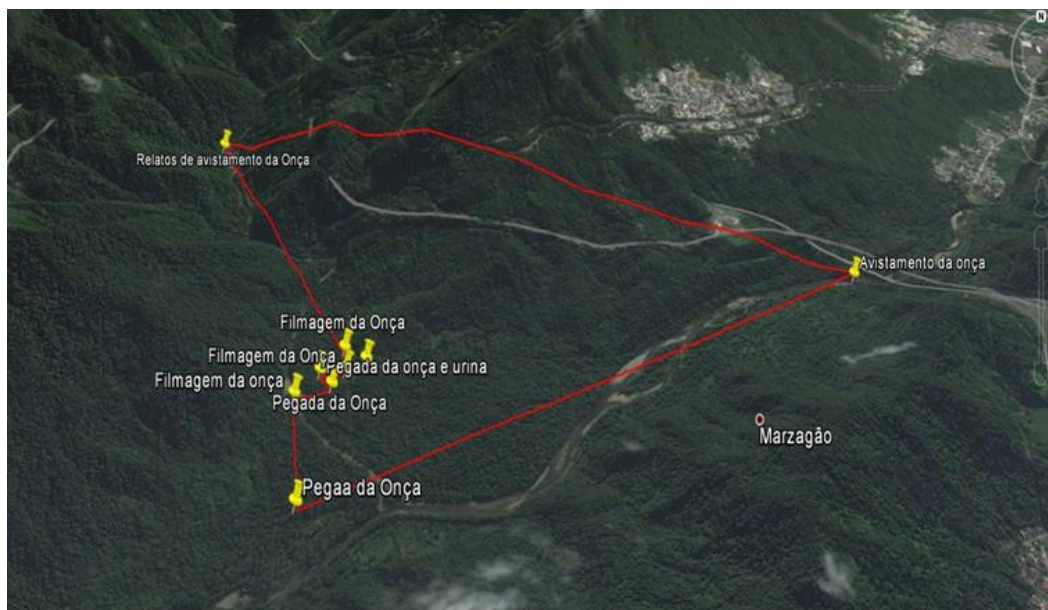 N
Relatos de avistamento da Onça
Avistamento da onça
Filmagem da Onça
Filmagem da Onça
Pegada da onça e urina
Filmagem da onça
Pegada da Onça
Marzagão
Pegaa da Onça